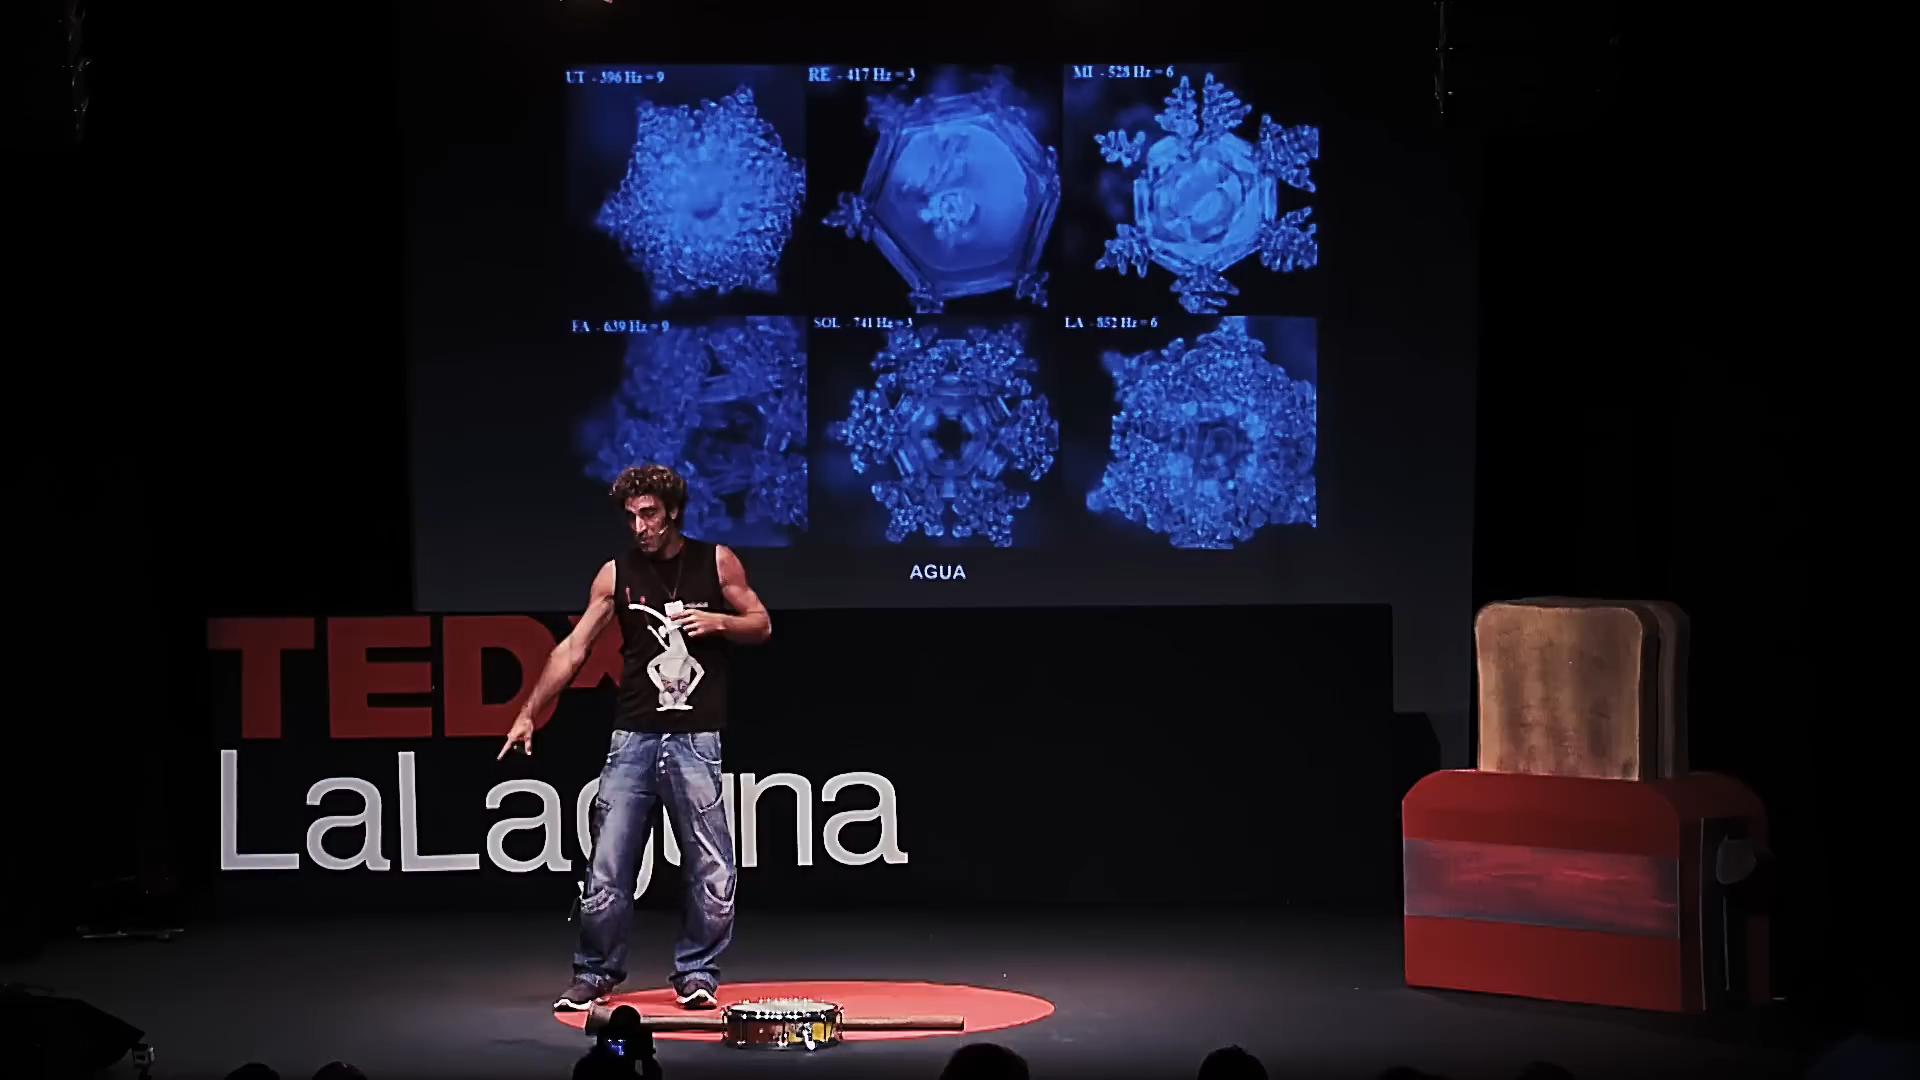 UT - 396 Hz = 9
RE - 417 Hz = 3
MI - 528 Hz = 6
FA - 639 Hz = 9
SOL - 741 Hz = 3
LA - 852 Hz = 6
AGUA
TEDx
LaLaguna